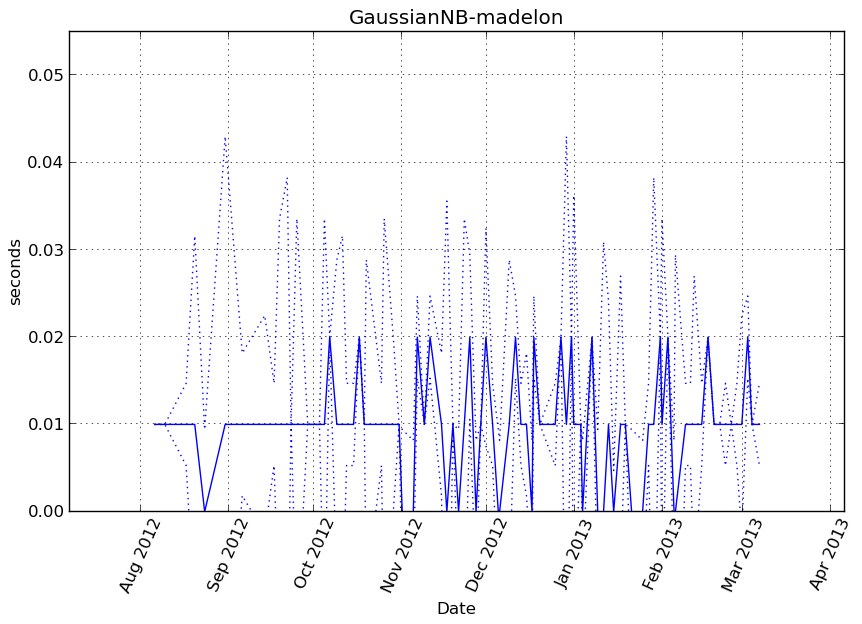 GaussianNB-madelon
seconds
0.05
0.04
0.03
0.02
0.01
0.00
Aug 2012
Sep 2012
Oct 2012
Nov 2012
Dec 2012
Jan 2013
Feb 2013
Mar 2013
Apr 2013
Date